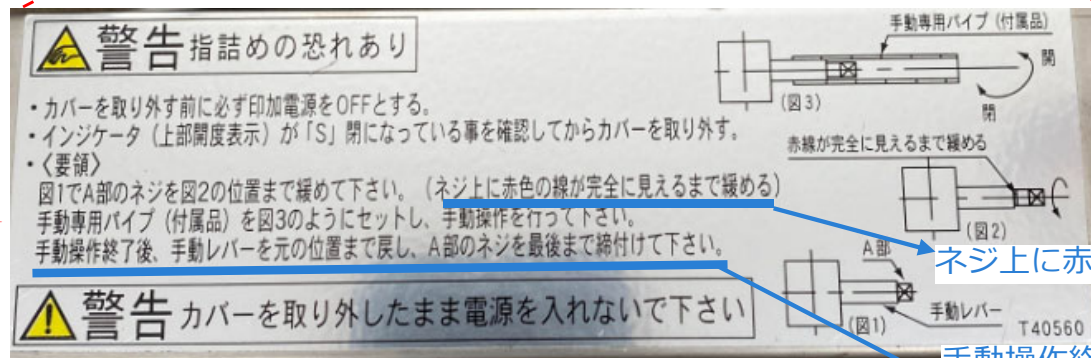 警告 指詰めの恐れあり
・カバーを取り外す前に必ず印加電源をOFFとする。
・インジケータ(上部開度表示)が「S」閉になっている事を確認してからカバーを取り外す。
・〈要領〉
図1でA部のネジを図2の位置まで緩めて下さい。(ネジ上に赤色の線が完全に見えるまで緩める)
手動専用パイプ(付属品)を図3のようにセットし、手動操作を行って下さい。
手動操作終了後、手動レバーを元の位置まで戻し、A部のネジを最後まで締付けて下さい。
警告 カバーを取り外したまま電源を入れないで下さい
手動専用パイプ(付属品)
開
(図3)
閉
赤線が完全に見えるまで緩める
(図2)
A部
ネジ上に赤
手動レバー
(図1)
T40560
手動操作終